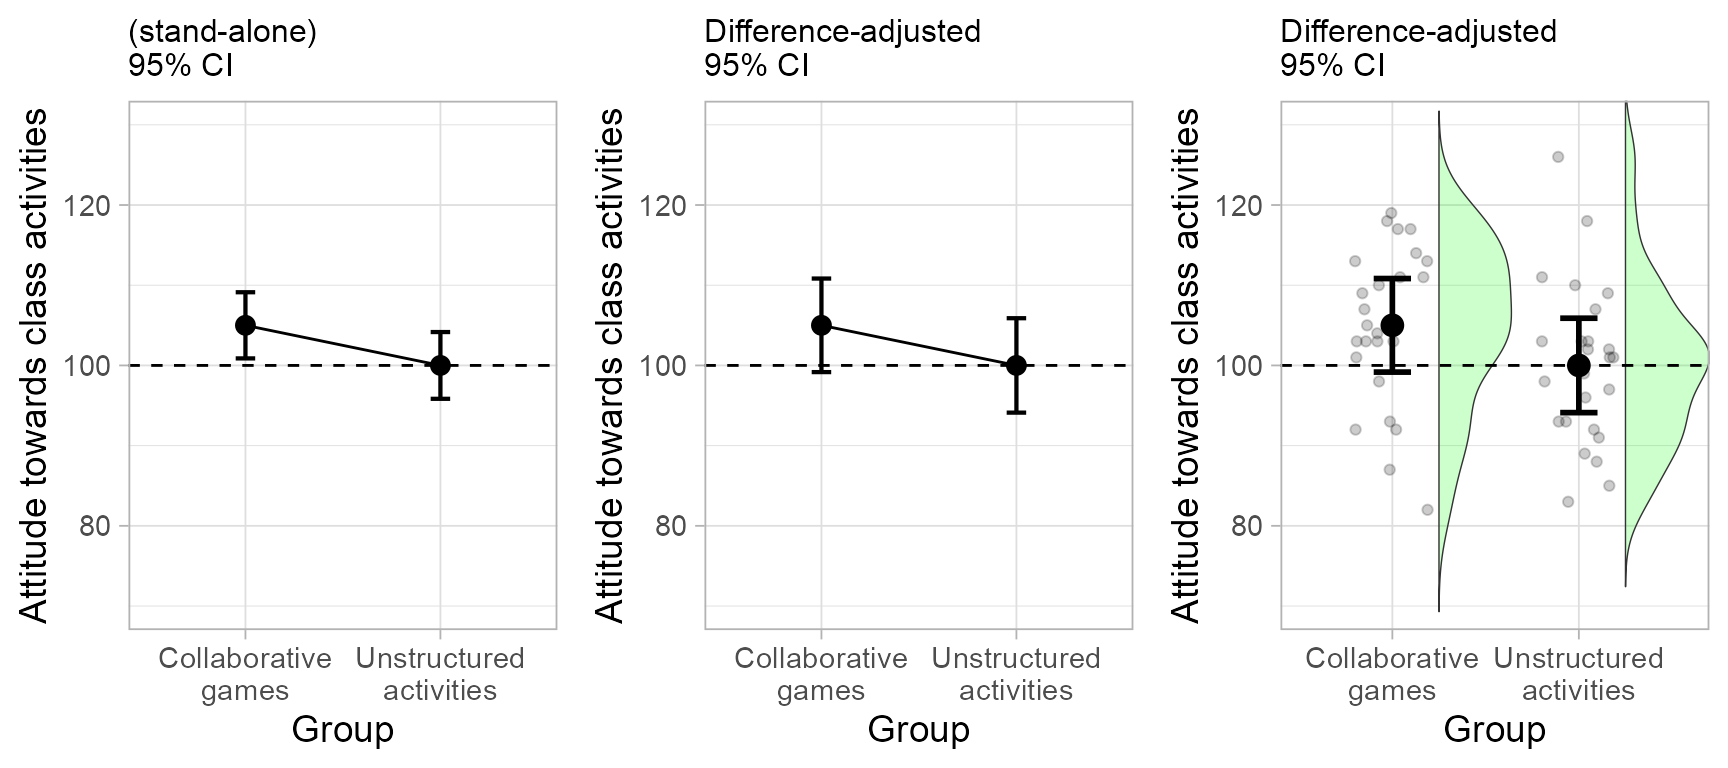 (stand-alone)
95% CI
Attitude towards class activities
120
100
80
Collaborative games
Unstructured activities
Group
Difference-adjusted
95% CI
Attitude towards class activities
120
100
80
Collaborative games
Unstructured activities
Group
Difference-adjusted
95% CI
Attitude towards class activities
120
100
80
Collaborative games
Unstructured activities
Group